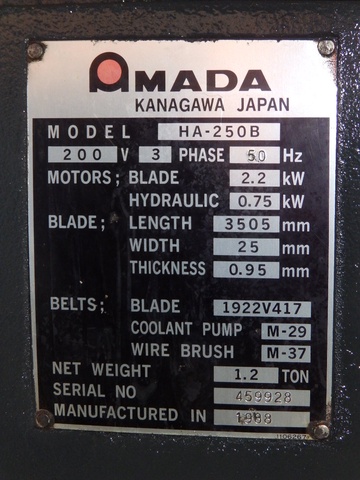 AMADA
KANAGAWA JAPAN
MODEL HA-250B
200 V 3 PHASE 50 Hz
MOTORS; BLADE 2.2 kW
HYDRAULIC 0.75 kW
BLADE; LENGTH 3505 mm
WIDTH 25 mm
THICKNESS 0.95 mm
BELTS; BLADE 1922V417
COOLANT PUMP M-29
WIRE BRUSH M-37
NET WEIGHT 1.2 TON
SERIAL NO 459928
MANUFACTURED IN 1988